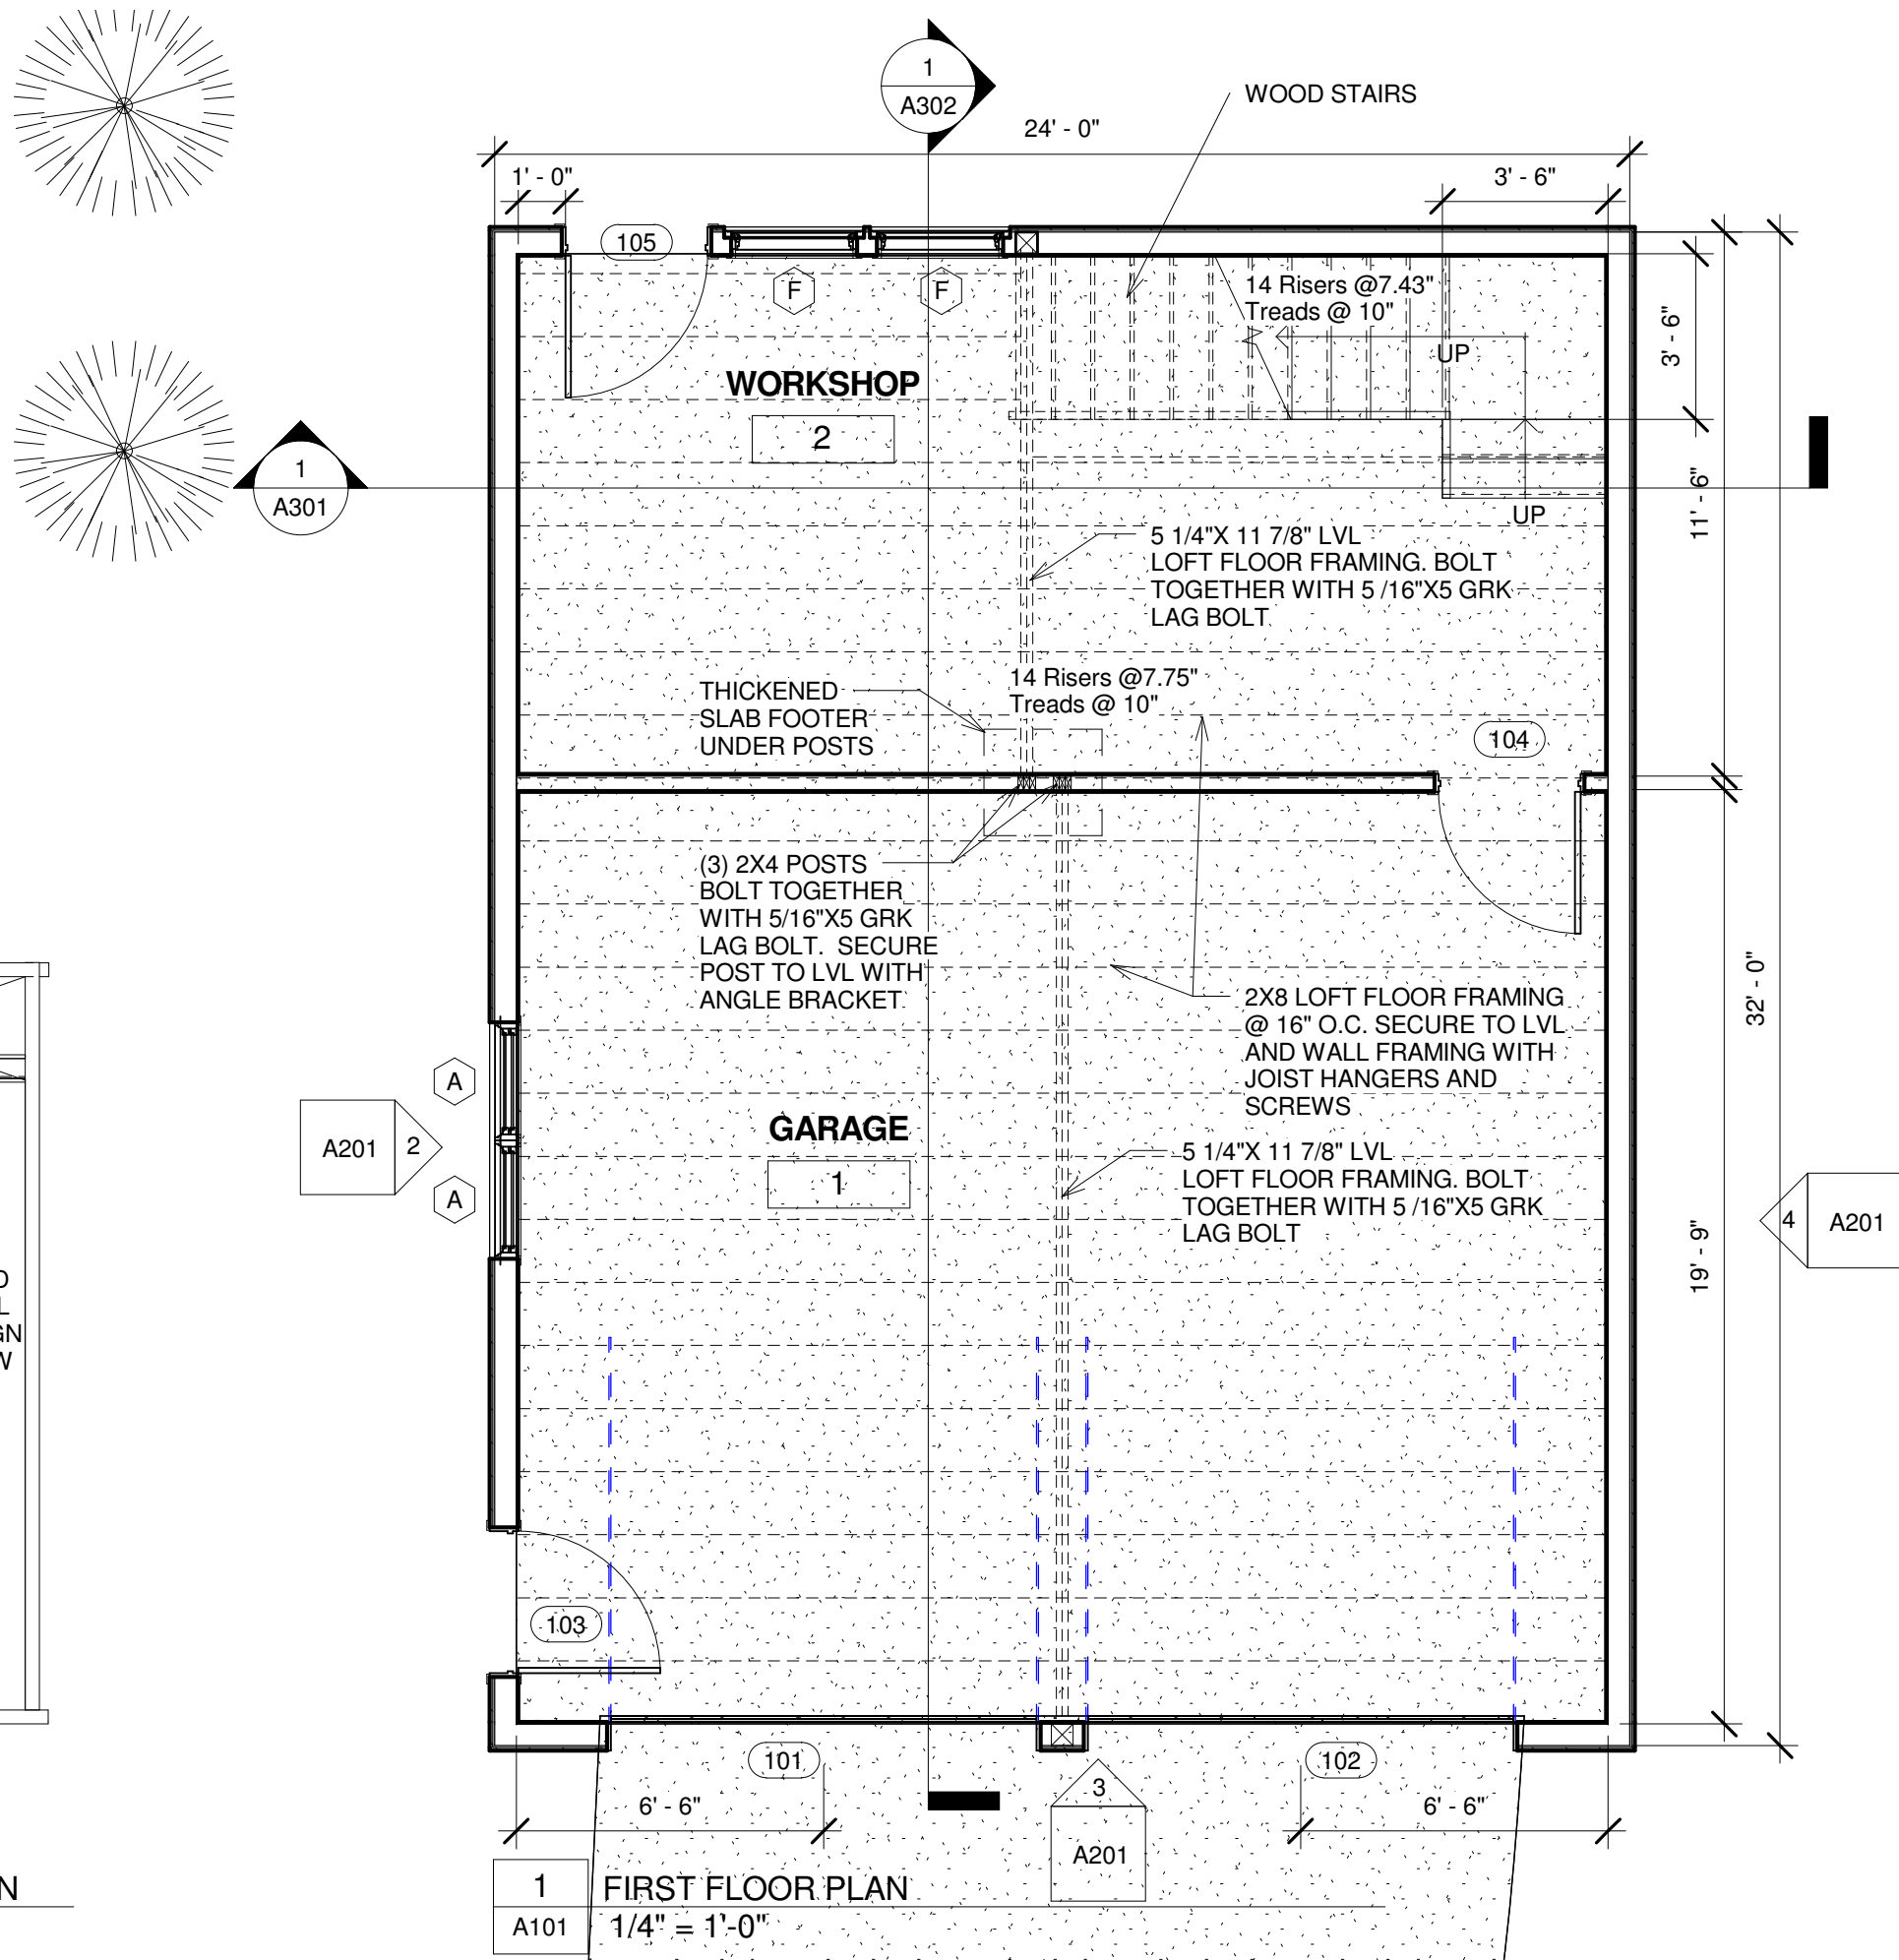 1
A302
WOOD STAIRS
24' - 0"
1' - 0"
3' - 6"
105
F
F
14 Risers @7.43"
Treads @ 10"
UP
3' - 6"
WORKSHOP
2
1
A301
UP
11' - 6"
5 1/4"X 11 7/8" LVL
LOFT FLOOR FRAMING. BOLT
TOGETHER WITH 5 /16"X5 GRK
LAG BOLT
14 Risers @7.75"
Treads @ 10"
THICKENED
SLAB FOOTER
UNDER POSTS
104
(3) 2X4 POSTS
BOLT TOGETHER
WITH 5/16"X5 GRK
LAG BOLT. SECURE
POST TO LVL WITH
ANGLE BRACKET
2X8 LOFT FLOOR FRAMING
@ 16" O.C. SECURE TO LVL
AND WALL FRAMING WITH
JOIST HANGERS AND
SCREWS
32' - 0"
A
A201
2
A
GARAGE
1
5 1/4"X 11 7/8" LVL
LOFT FLOOR FRAMING. BOLT
TOGETHER WITH 5 /16"X5 GRK
LAG BOLT
19' - 9"
4
A201
GN
103
101
102
3
A201
6' - 6"
6' - 6"
1
A101
FIRST FLOOR PLAN
1/4" = 1'-0"